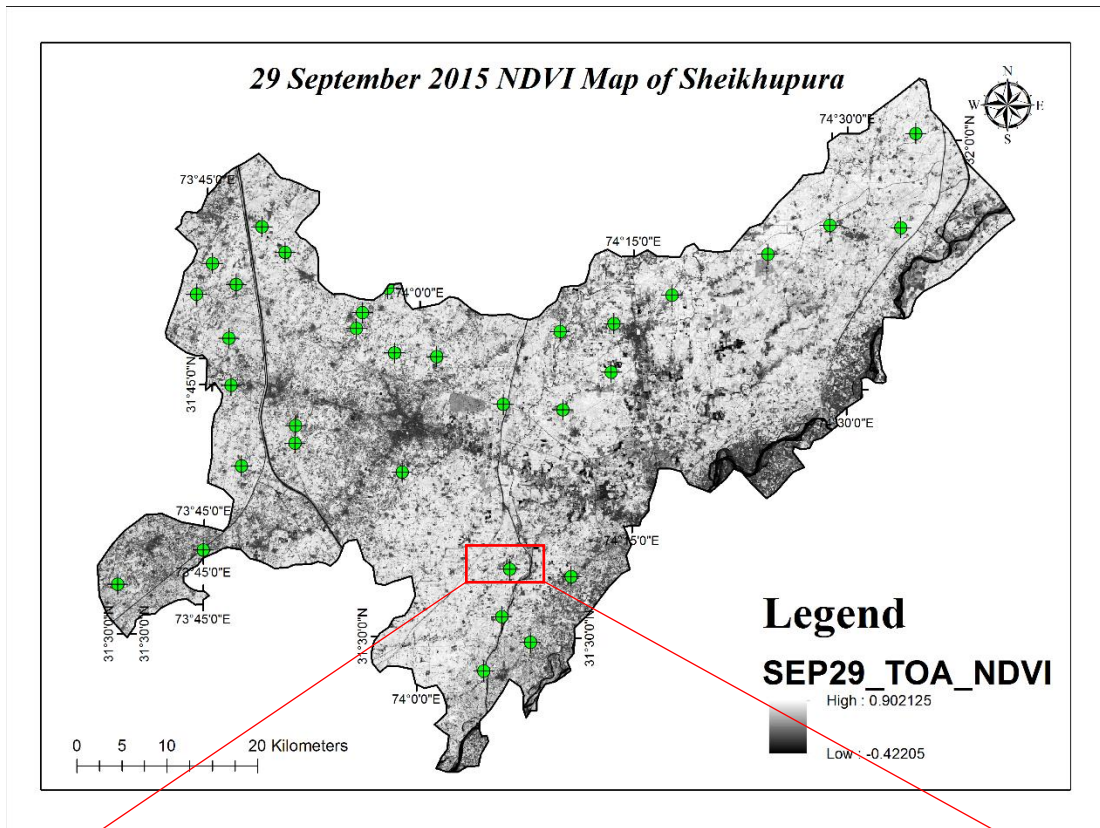 29 September 2015 NDVI Map of Sheikhupura
N
W E
S
74°30'0"E
32°0'0"N
73°45'0"E
74°15'0"E
74°0'0"E
31°45'0"N
30'0"E
73°45'0"E
74°15'0"E
73°45'0"E
73°45'0"E
31°30'0"N
31°30'0"N
31°30'0"N
31°30'0"N
74°0'0"E
Legend
SEP29_TOA_NDVI
High : 0.902125
Low : -0.42205
0 5 10 20 Kilometers